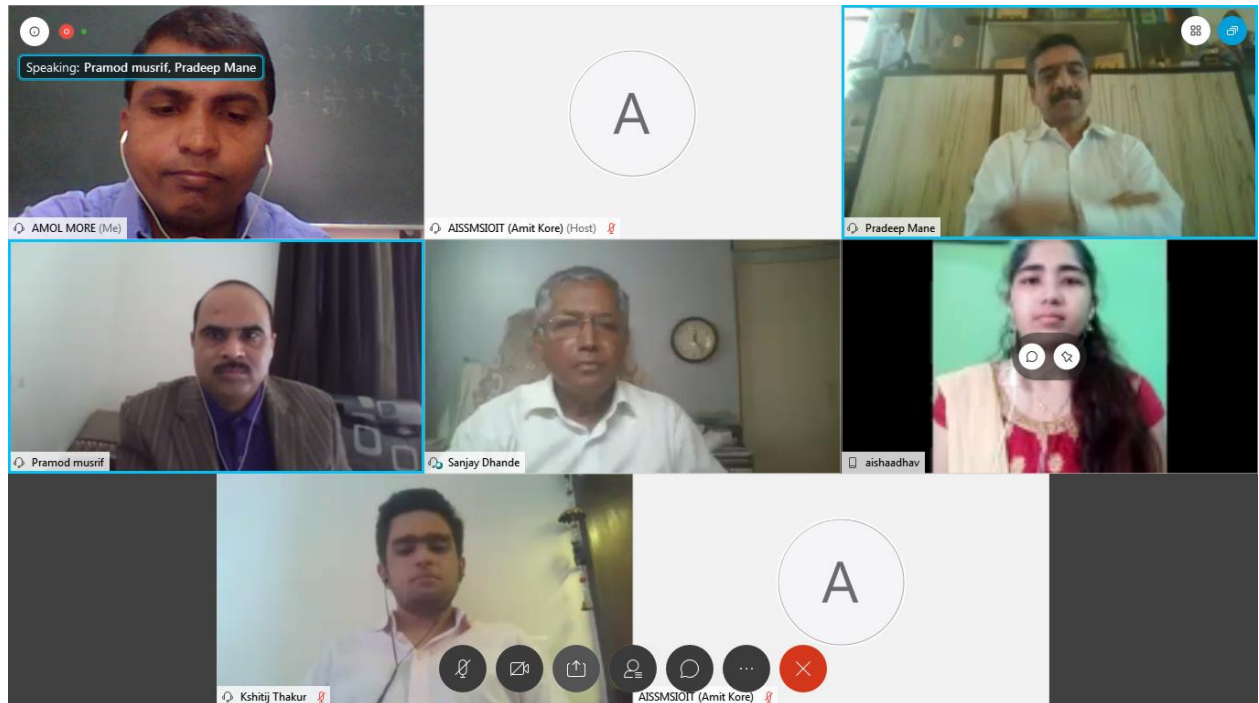 Speaking: Pramod musrif, Pradeep Mane
AMOL MORE (Me)
A
AISSMSIOIT (Amit Kore) (Host)
Pradeep Mane
Pramod musrif
Sanjay Dhande
aishaadhav
Kshitij Thakur
A
AISSMSIOIT (Amit Kore)